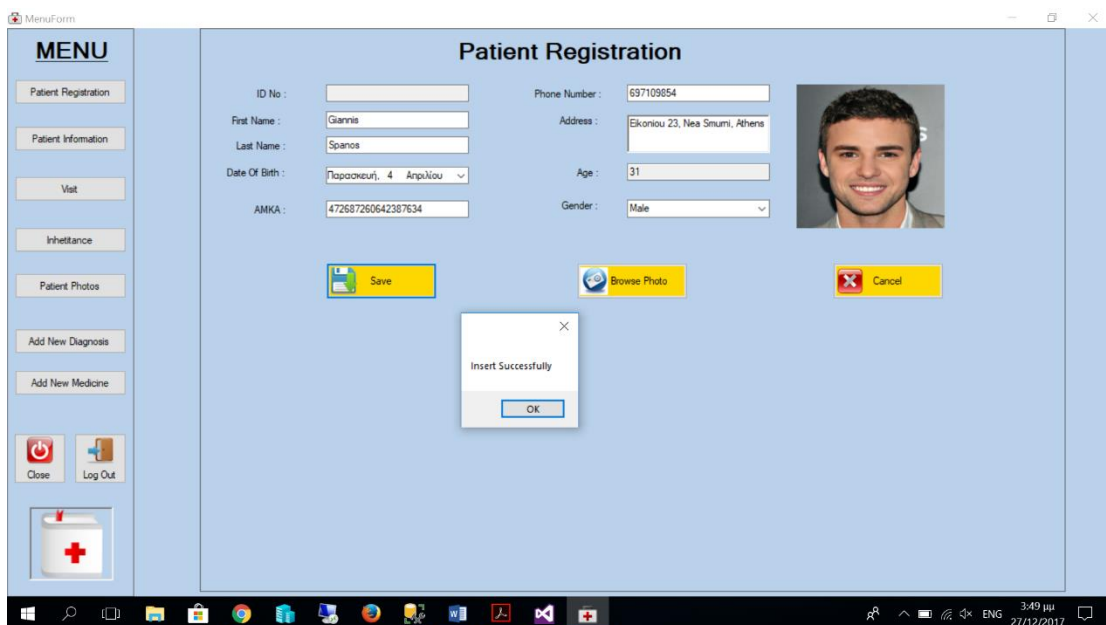 MenuForm
MENU
Patient Registration
Patient Information
Visit
Inhetitance
Patient Photos
Add New Diagnosis
Add New Medicine
Close Log Out
Patient Registration
ID No :
First Name : Giannis
Last Name : Spanos
Date Of Birth : Παρασκευή, 4 Απριλίου
AMKA : 472687260642387634
Phone Number : 697109854
Address : Eikoniou 23, Nea Smurni, Athens
Age : 31
Gender : Male
Save Browse Photo Cancel
Insert Successfully
OK
ENG 3:49 μμ
27/12/2017